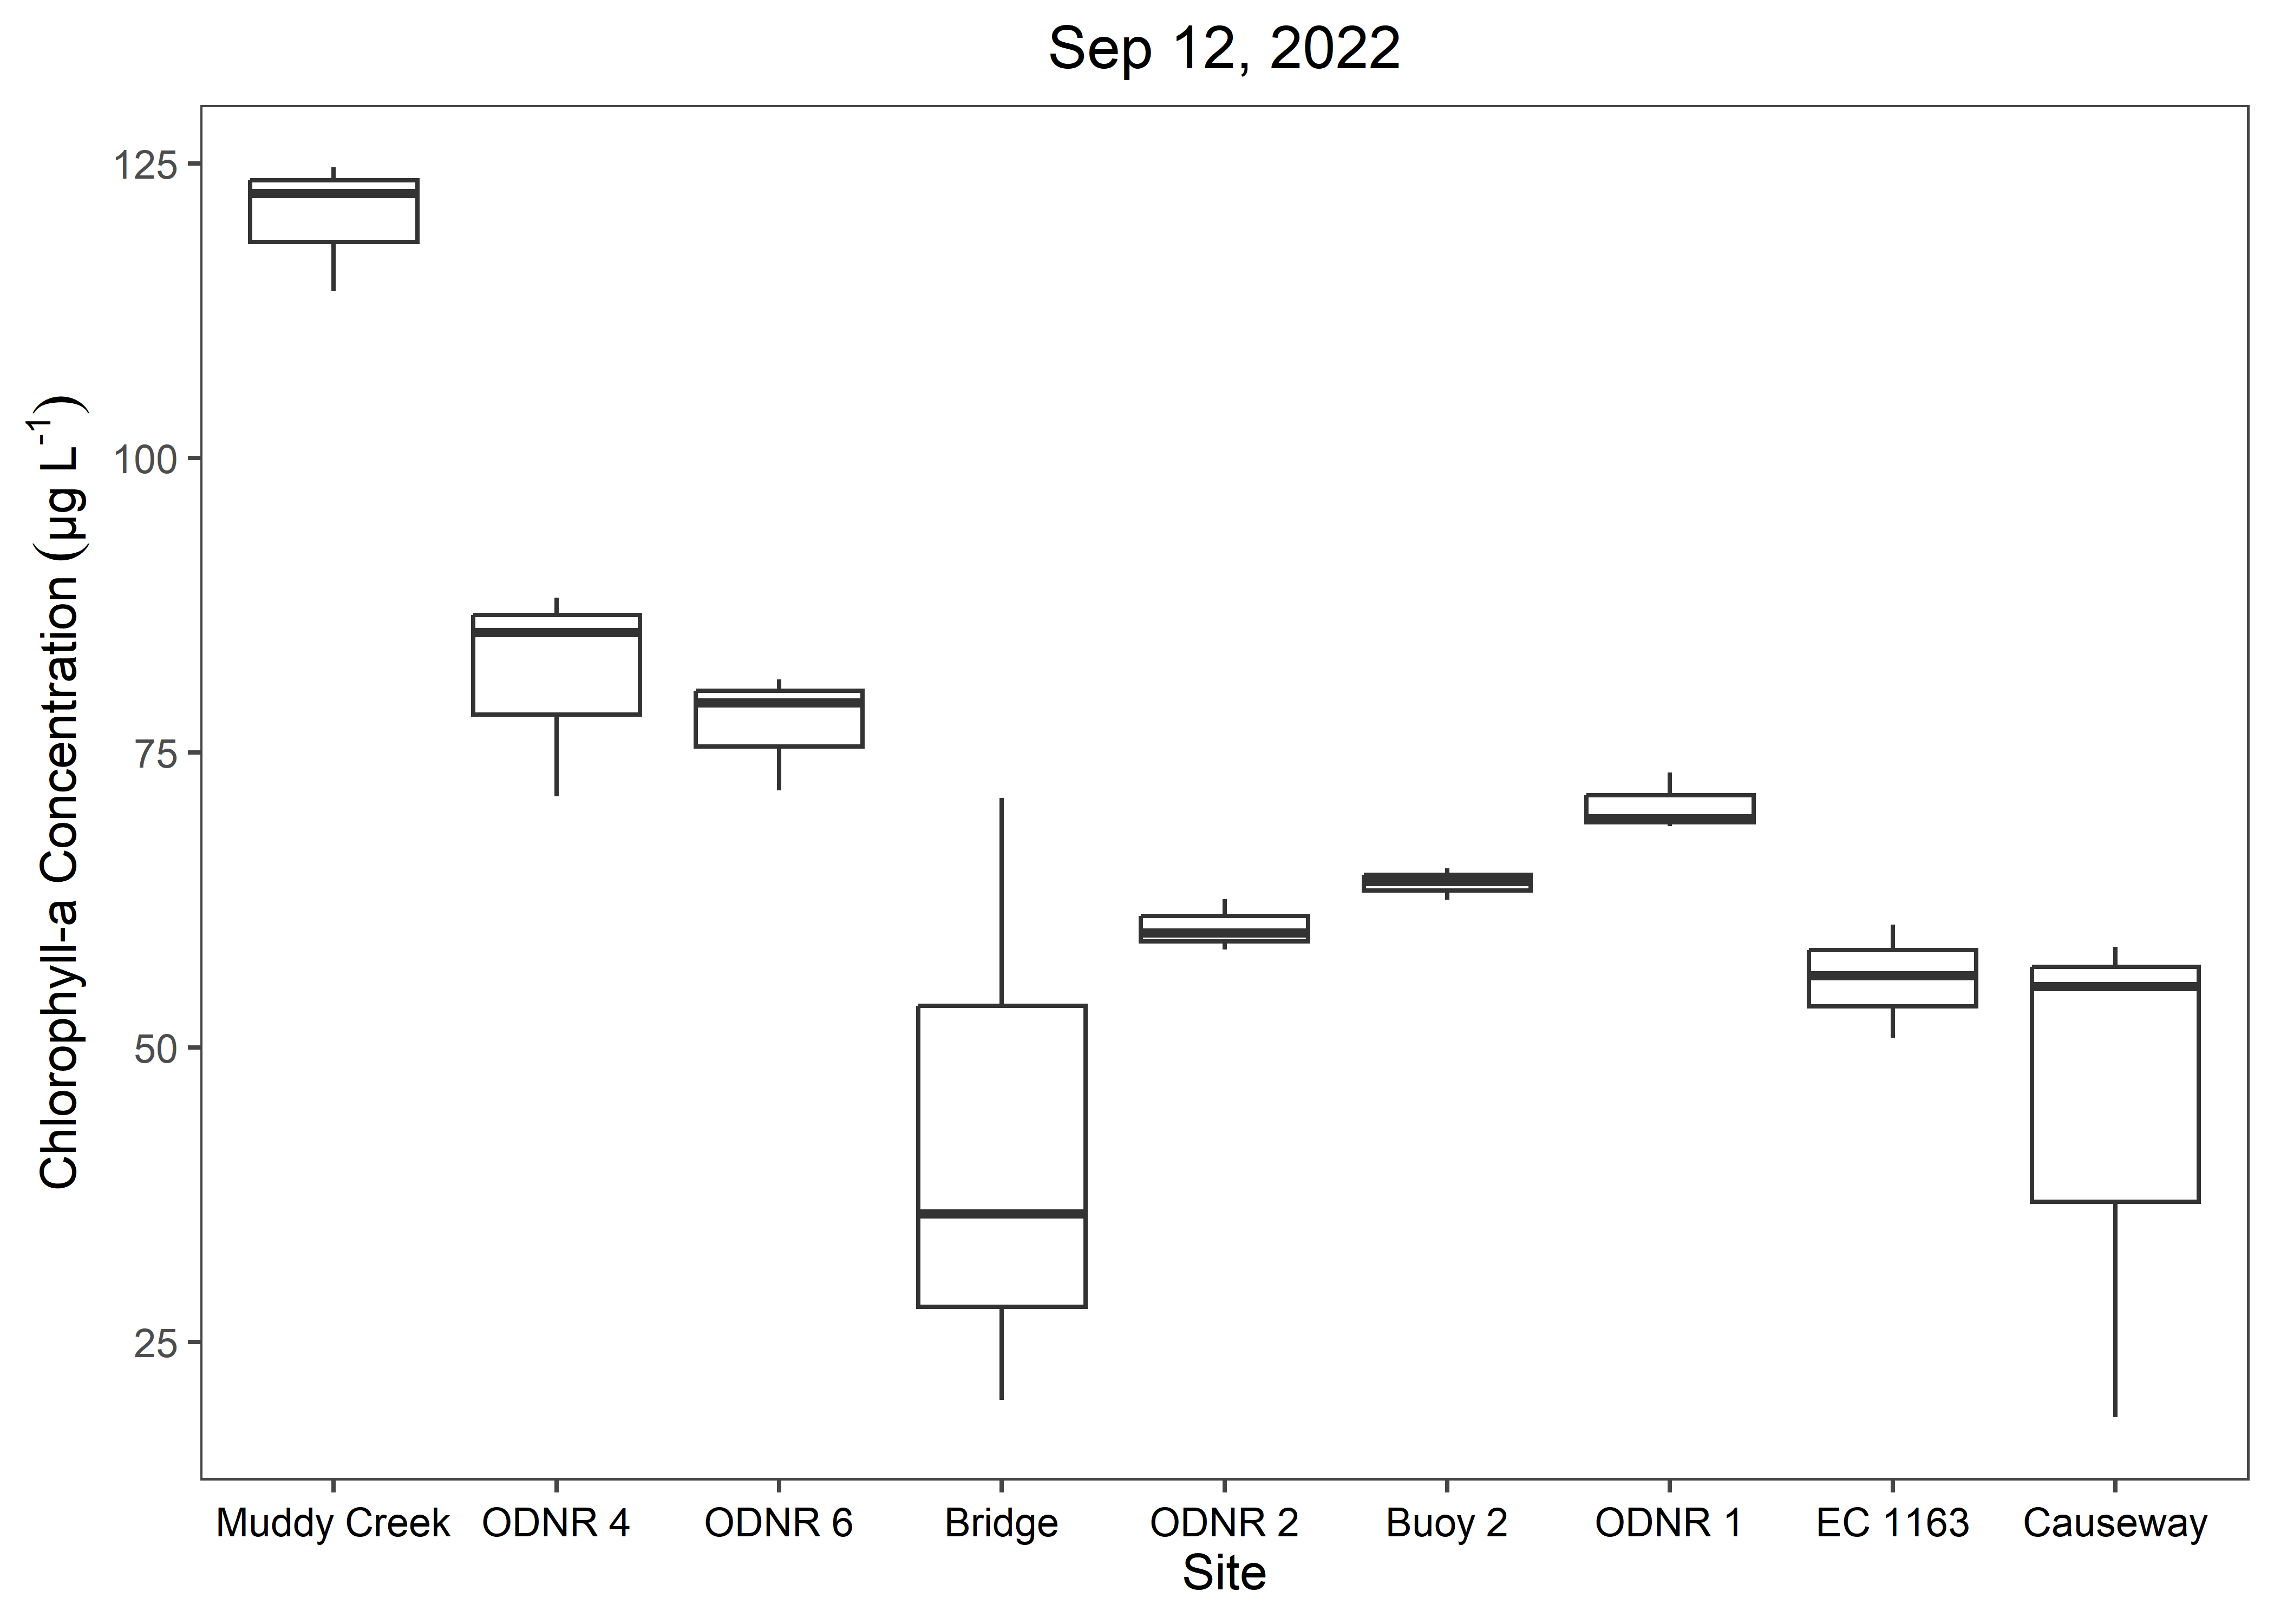 Sep 12, 2022
Chlorophyll-a Concentration (µg L⁻¹)
125
100
75
50
25
Muddy Creek ODNR 4 ODNR 6 Bridge ODNR 2 Buoy 2 ODNR 1 EC 1163 Causeway
Site